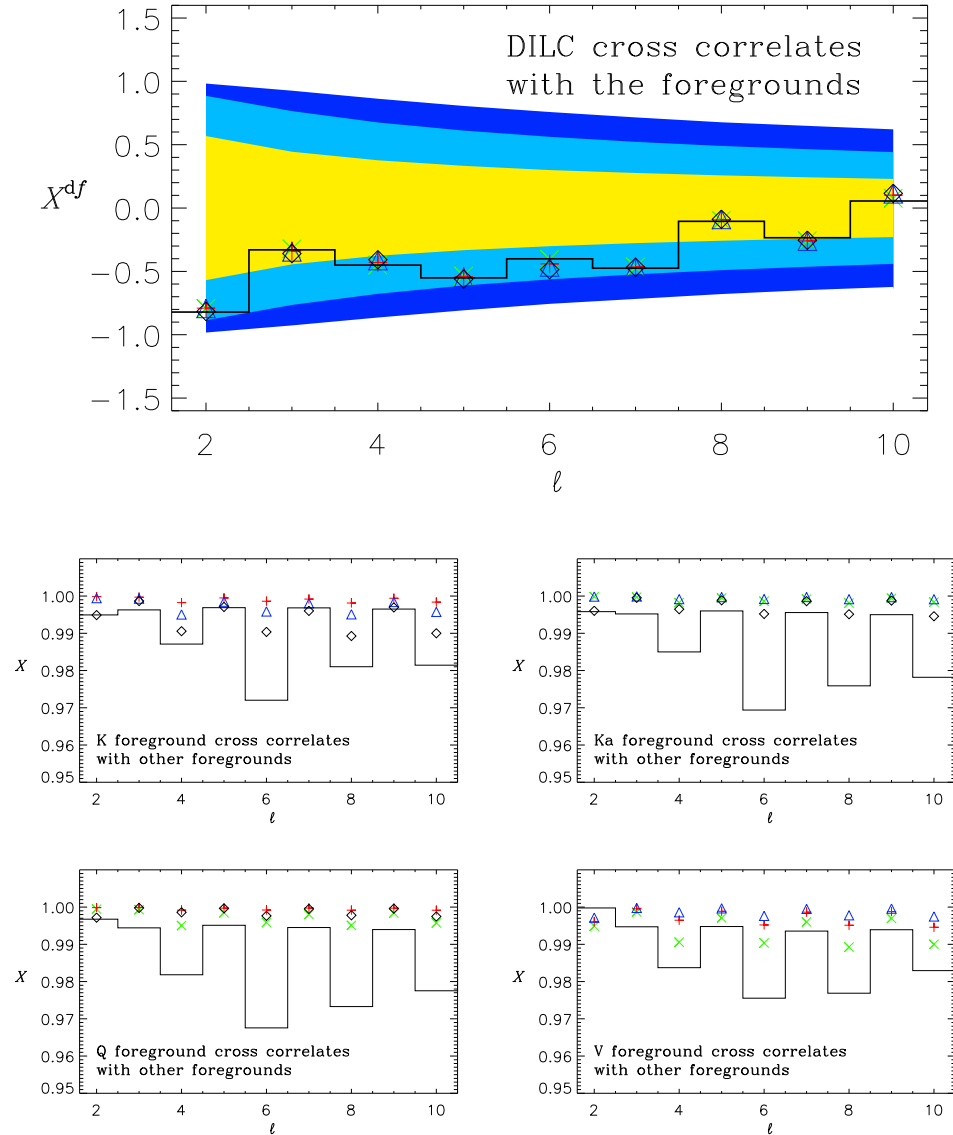 DILC cross correlates
with the foregrounds
1.5
1.0
0.5
0.0
−0.5
−1.0
−1.5
X^df
2 4 6 8 10
ℓ
1.00
0.99
0.98
0.97
0.96
0.95
X
K foreground cross correlates
with other foregrounds
2 4 6 8 10
ℓ
1.00
0.99
0.98
0.97
0.96
0.95
X
Ka foreground cross correlates
with other foregrounds
2 4 6 8 10
ℓ
1.00
0.99
0.98
0.97
0.96
0.95
X
Q foreground cross correlates
with other foregrounds
2 4 6 8 10
ℓ
1.00
0.99
0.98
0.97
0.96
0.95
X
V foreground cross correlates
with other foregrounds
2 4 6 8 10
ℓ